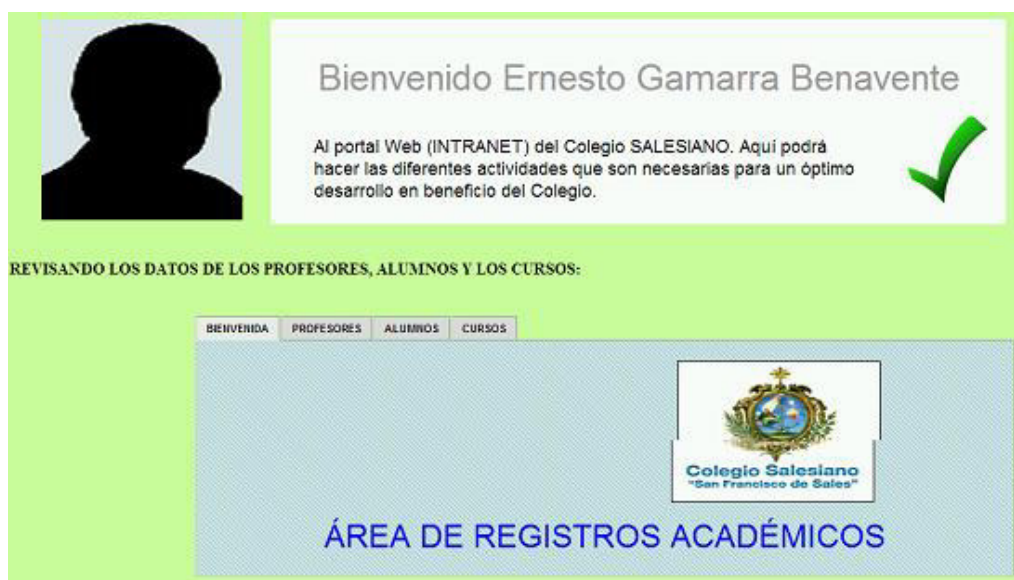 Bienvenido Ernesto Gamarra Benavente
Al portal Web (INTRANET) del Colegio SALESIANO. Aquí podrá
hacer las diferentes actividades que son necesarias para un óptimo
desarrollo en beneficio del Colegio.
REVISANDO LOS DATOS DE LOS PROFESORES, ALUMNOS Y LOS CURSOS:
BIENVENIDA PROFESORES ALUMNOS CURSOS
Colegio Salesiano
"San Francisco de Sales"
ÁREA DE REGISTROS ACADÉMICOS